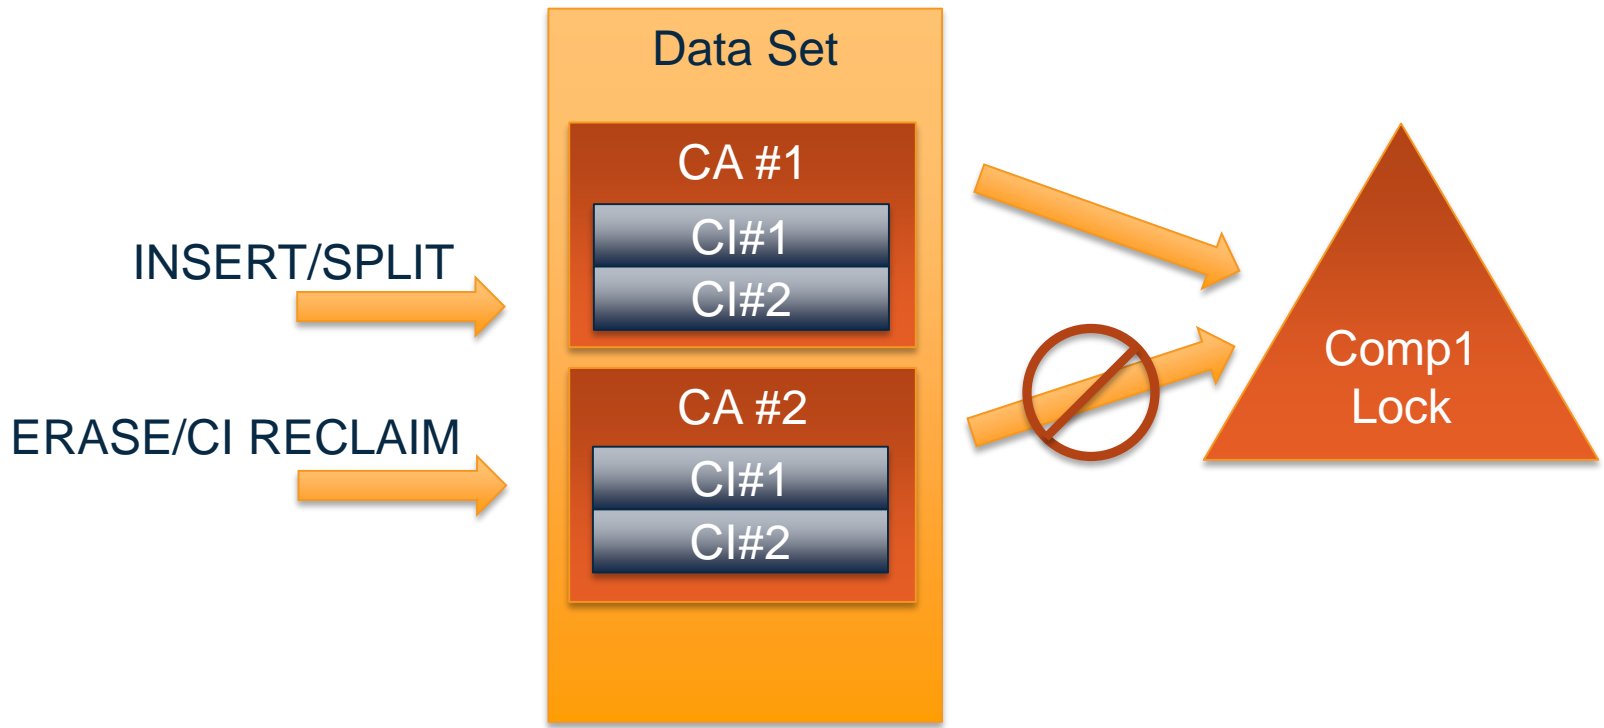 Data Set
CA #1
CI#1
CI#2
INSERT/SPLIT
CA #2
CI#1
CI#2
ERASE/CI RECLAIM
Comp1
Lock